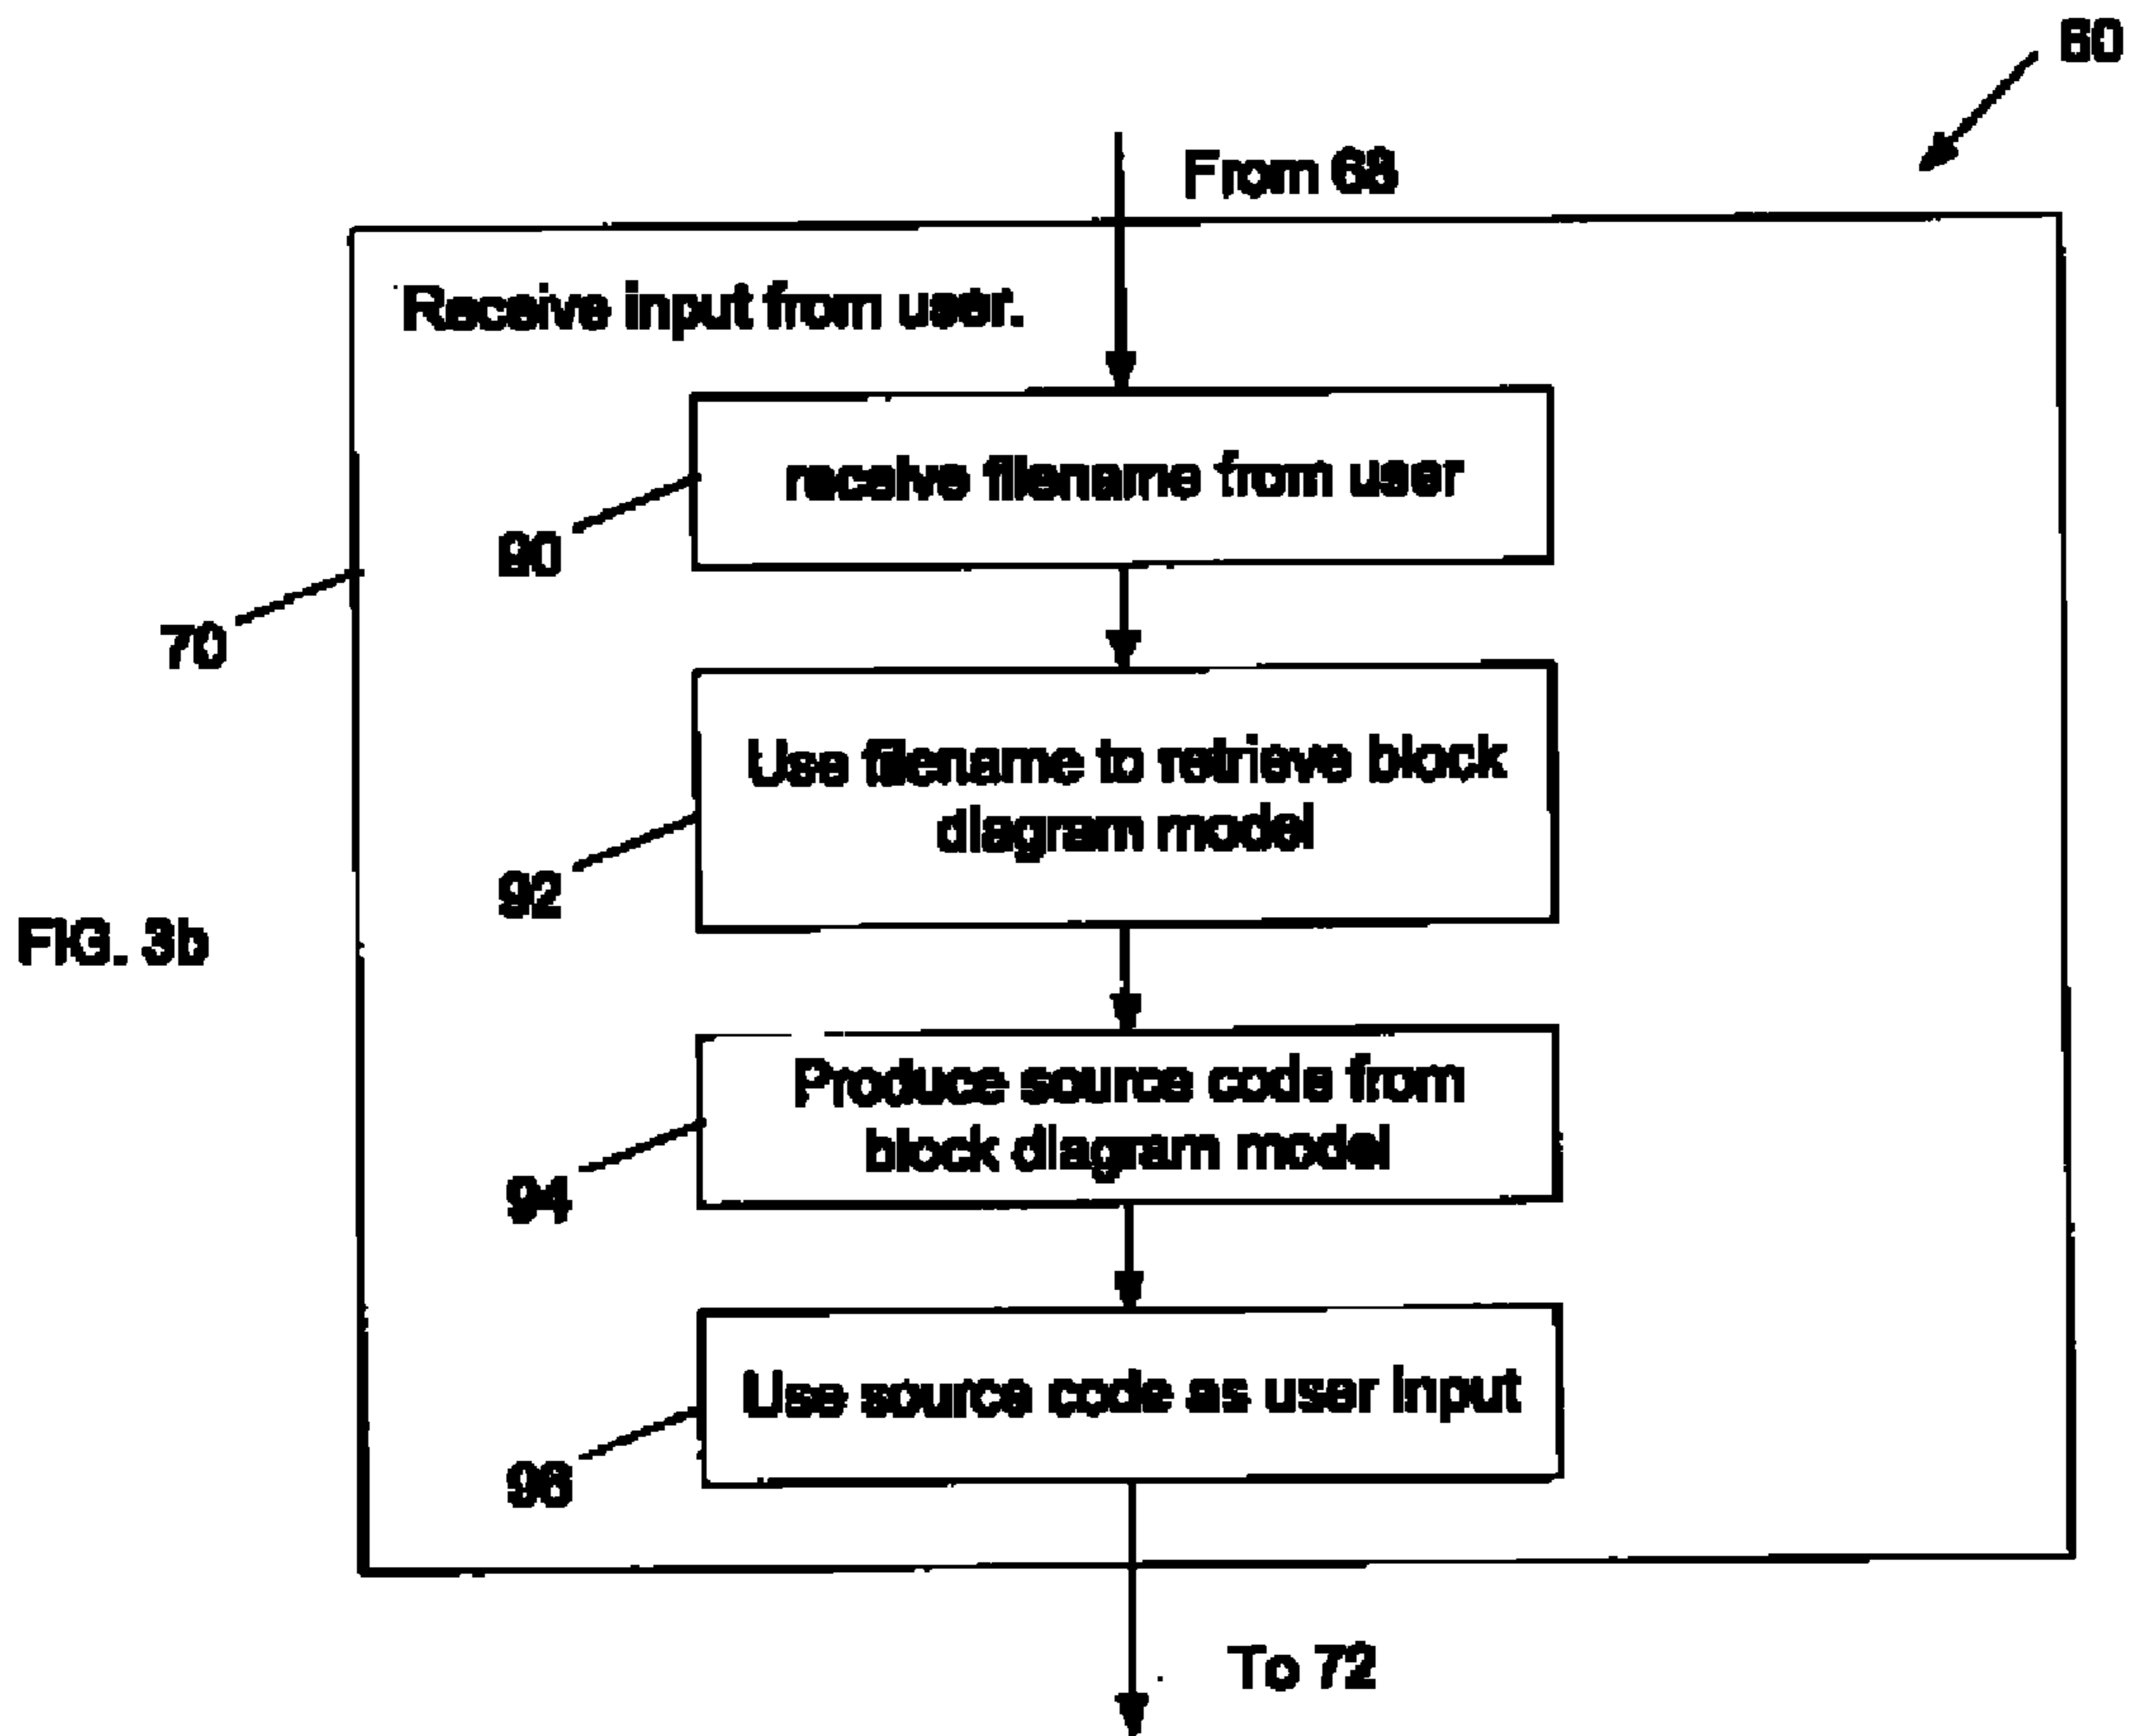 60
From 68
Receive input from user.
receive filename from user
90
70
Use filename to retrieve block
diagram model
92
FIG. 3b
Produce source code from
block diagram model
94
Use source code as user input
96
To 72